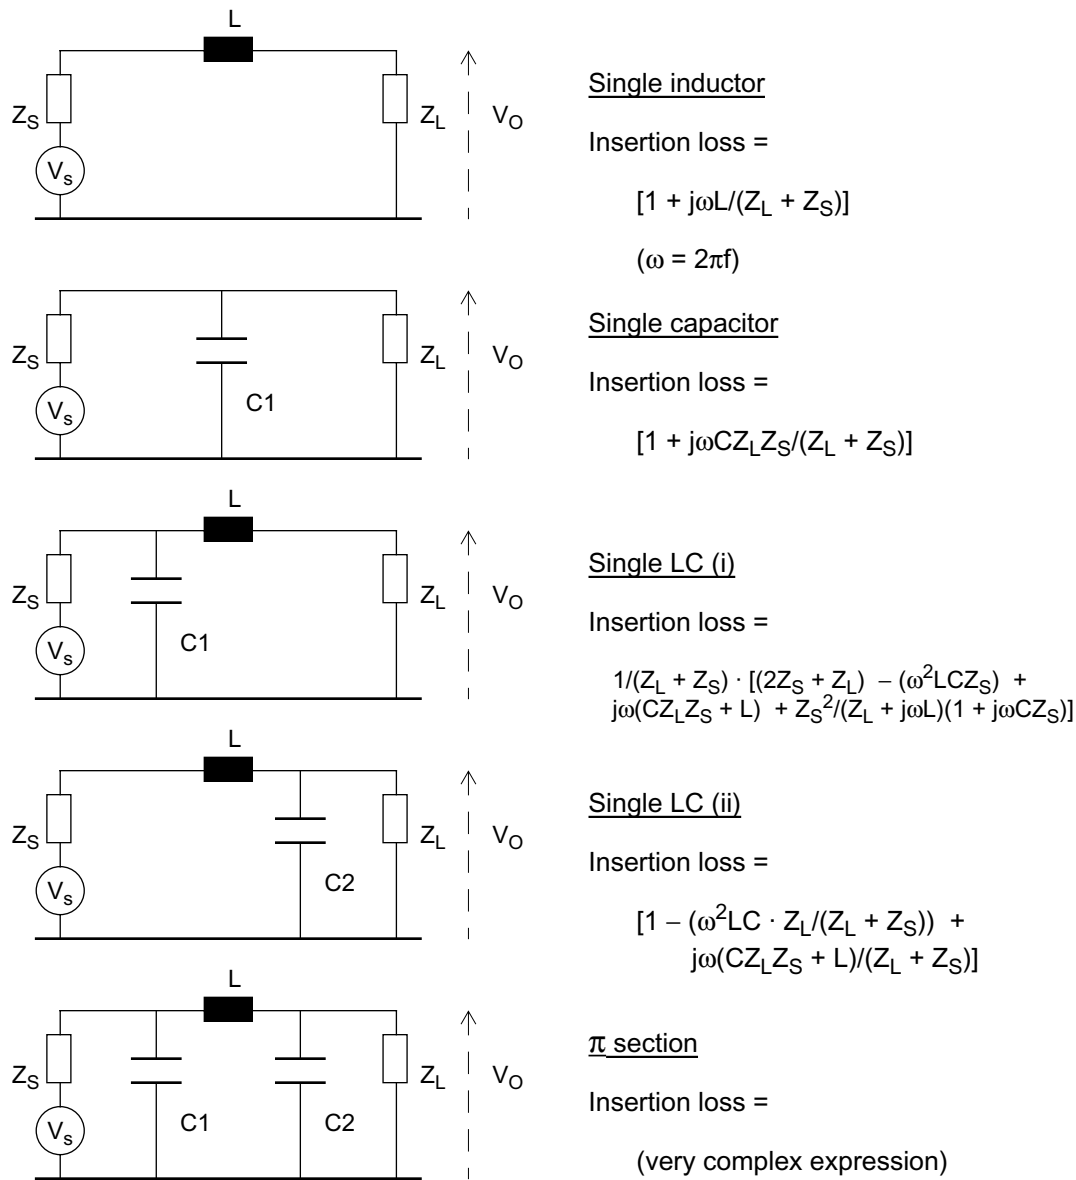 L
Z_S
V_s
Z_L
V_O
Single inductor
Insertion loss =
[1 + jωL/(Z_L + Z_S)]
(ω = 2πf)
Z_S
V_s
C1
Z_L
V_O
Single capacitor
Insertion loss =
[1 + jωCZ_LZ_S/(Z_L + Z_S)]
L
Z_S
V_s
C1
Z_L
V_O
Single LC (i)
Insertion loss =
1/(Z_L + Z_S) · [(2Z_S + Z_L) – (ω²LCZ_S) +
jω(CZ_LZ_S + L) + Z_S²/(Z_L + jωL)(1 + jωCZ_S)]
L
Z_S
V_s
C2
Z_L
V_O
Single LC (ii)
Insertion loss =
[1 – (ω²LC · Z_L/(Z_L + Z_S)) +
jω(CZ_LZ_S + L)/(Z_L + Z_S)]
L
Z_S
V_s
C1
C2
Z_L
V_O
π section
Insertion loss =
(very complex expression)